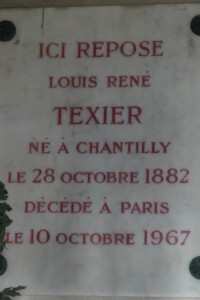 ICI REPOSE
LOUIS RENÉ
TEXIER
NÉ À CHANTILLY
LE 28 OCTOBRE 1882
DÉCÉDÉ À PARIS
LE 10 OCTOBRE 1967